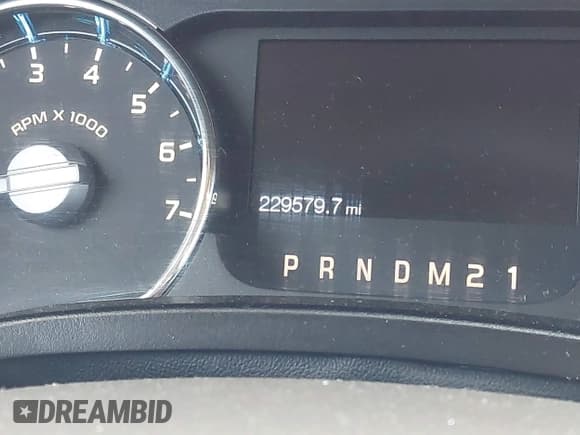 3 4 5 6 7
RPM X 1000
229579.7 mi
P R N D M 2 1
DREAMBID